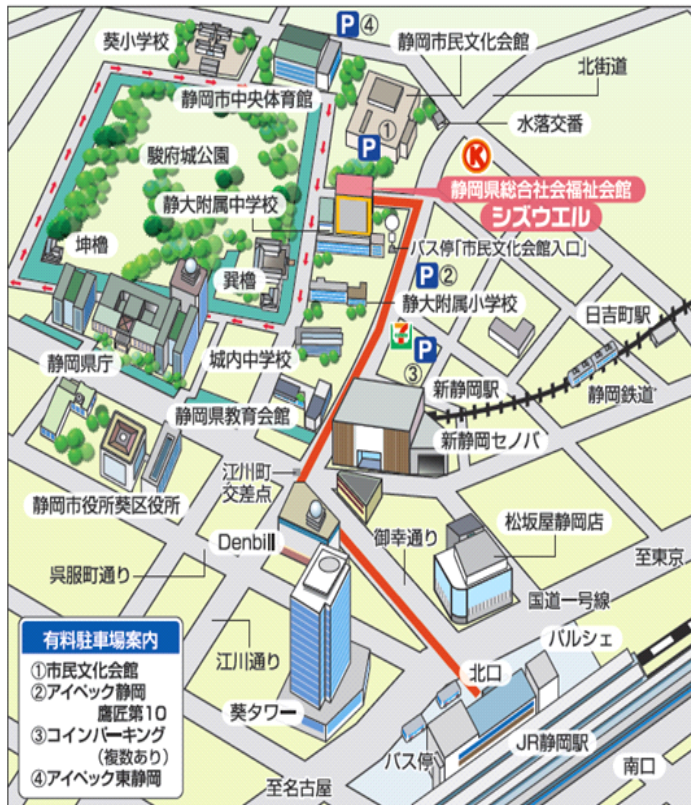 葵小学校
P④
静岡市民文化会館
北街道
静岡市中央体育館
水落交番
駿府城公園
P①
K
静岡県総合社会福祉会館
シズウエル
静大附属中学校
バス停「市民文化会館入口」
坤櫓
巽櫓
P②
静大附属小学校
日吉町駅
7
P
③
静岡県庁
城内中学校
新静岡駅
静岡鉄道
静岡県教育会館
新静岡セノバ
江川町
交差点
静岡市役所葵区役所
松坂屋静岡店
Denbill
御幸通り
至東京
呉服町通り
国道一号線
パルシェ
有料駐車場案内
①市民文化会館
②アイペック静岡
鷹匠第10
③コインパーキング
(複数あり)
④アイペック東静岡
江川通り
北口
葵タワー
バス停
JR静岡駅
南口
至名古屋